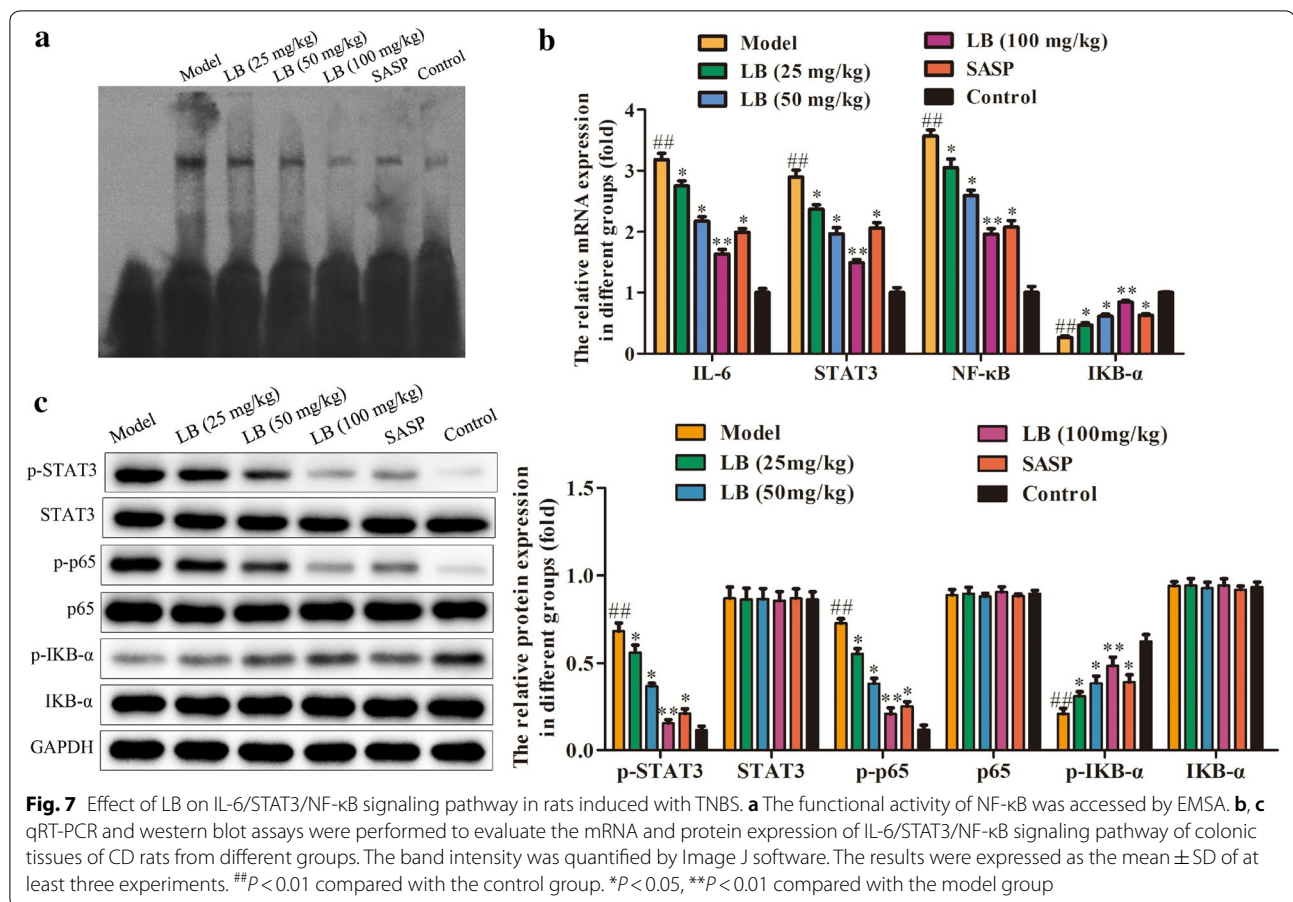 a
Model
LB (25 mg/kg)
LB (50 mg/kg)
LB (100 mg/kg)
SASP
Control
b
Model
LB (25 mg/kg)
LB (50 mg/kg)
LB (100 mg/kg)
SASP
Control
The relative mRNA expression
in different groups (fold)
4
3
2
1
0
## * * ** *
## * * ** *
## * * ** *
## * * ** *
IL-6 STAT3 NF-κB IKB-α
c
Model
LB (25 mg/kg)
LB (50 mg/kg)
LB (100 mg/kg)
SASP
Control
p-STAT3
STAT3
p-p65
p65
p-IKB-α
IKB-α
GAPDH
Model
LB (25mg/kg)
LB (50mg/kg)
LB (100mg/kg)
SASP
Control
The relative protein expression
in different groups (fold)
1.5
1.0
0.5
0.0
## * * ** *
## * * ** *
## * * ** *
p-STAT3 STAT3 p-p65 p65 p-IKB-α IKB-α
Fig. 7 Effect of LB on IL-6/STAT3/NF-κB signaling pathway in rats induced with TNBS. a The functional activity of NF-κB was accessed by EMSA. b, c
qRT-PCR and western blot assays were performed to evaluate the mRNA and protein expression of IL-6/STAT3/NF-κB signaling pathway of colonic
tissues of CD rats from different groups. The band intensity was quantified by Image J software. The results were expressed as the mean ± SD of at
least three experiments. ##P < 0.01 compared with the control group. *P < 0.05, **P < 0.01 compared with the model group